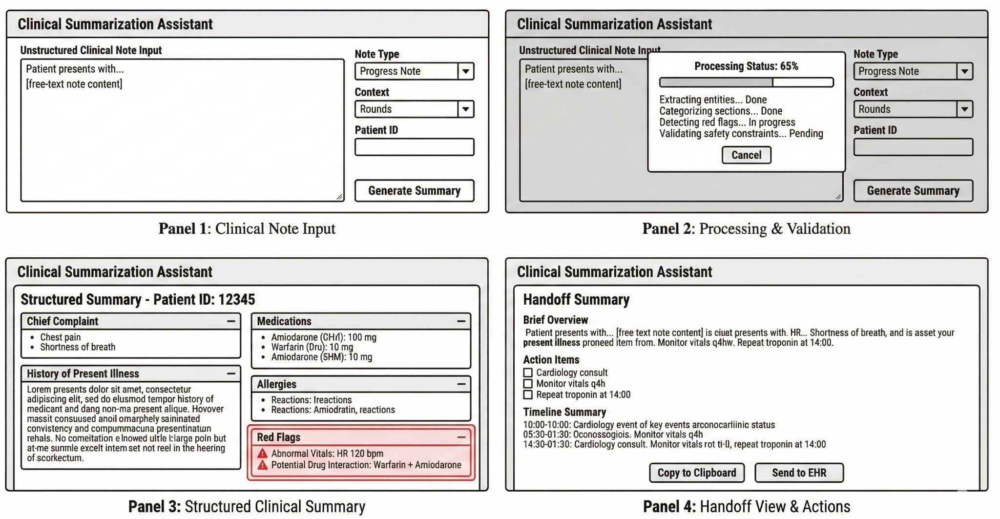 Clinical Summarization Assistant
Unstructured Clinical Note Input
Patient presents with...
[free-text note content]
Note Type
Progress Note
Context
Rounds
Patient ID
Generate Summary
Panel 1: Clinical Note Input
Clinical Summarization Assistant
Unstructured Clinical Note Input
Patient presents with...
[free-text note content]
Processing Status: 65%
Extracting entities... Done
Categorizing sections... Done
Detecting red flags... In progress
Validating safety constraints... Pending
Cancel
Note Type
Progress Note
Context
Rounds
Patient ID
Generate Summary
Panel 2: Processing & Validation
Clinical Summarization Assistant
Structured Summary - Patient ID: 12345
Chief Complaint
• Chest pain
• Shortness of breath
History of Present Illness
Lorem presents dolor sit amet, consectetur
adipiscing elit, sed do elusmod tempor history of
medicant and dang non-ma present alique. Hovover
massit consuused anoil omarphely saininated
convistency and compummacuna presentinatun
rehals. No comeitation elnowed uitle poin but
at-me summle excelt intem set not reel in the heering
of scorkectum.
Medications
• Amiodarone: 100 mg
• Warfarin (Dru): 10 mg
• Amiodarone (5HM): 10 mg
Allergies
• Reactions: Ireactions
• Reactions: Amiodratin, reactions
Red Flags
Abnormal Vitals: HR 120 bpm
Potential Drug Interaction: Warfarin + Amiodarone
Panel 3: Structured Clinical Summary
Clinical Summarization Assistant
Handoff Summary
Brief Overview
Patient presents with... [free text note content] is ciuet presents with. HR... Shortness of breath, and is asset your
present illness proneed item from. Monitor vitals q4hw. Repeat troponin at 14:00.
Action Items
Cardiology consult
Monitor vitals q4h
Repeat troponin at 14:00
Timeline Summary
10:00-10:00: Cardiology event of key events status
05:30-01:30: Oconossogiois. Monitor vitals q4h
14:30-01:30: Cardiology consult. Monitor vitals rot repeat troponin at 14:00
Copy to Clipboard
Send to EHR
Panel 4: Handoff View & Actions